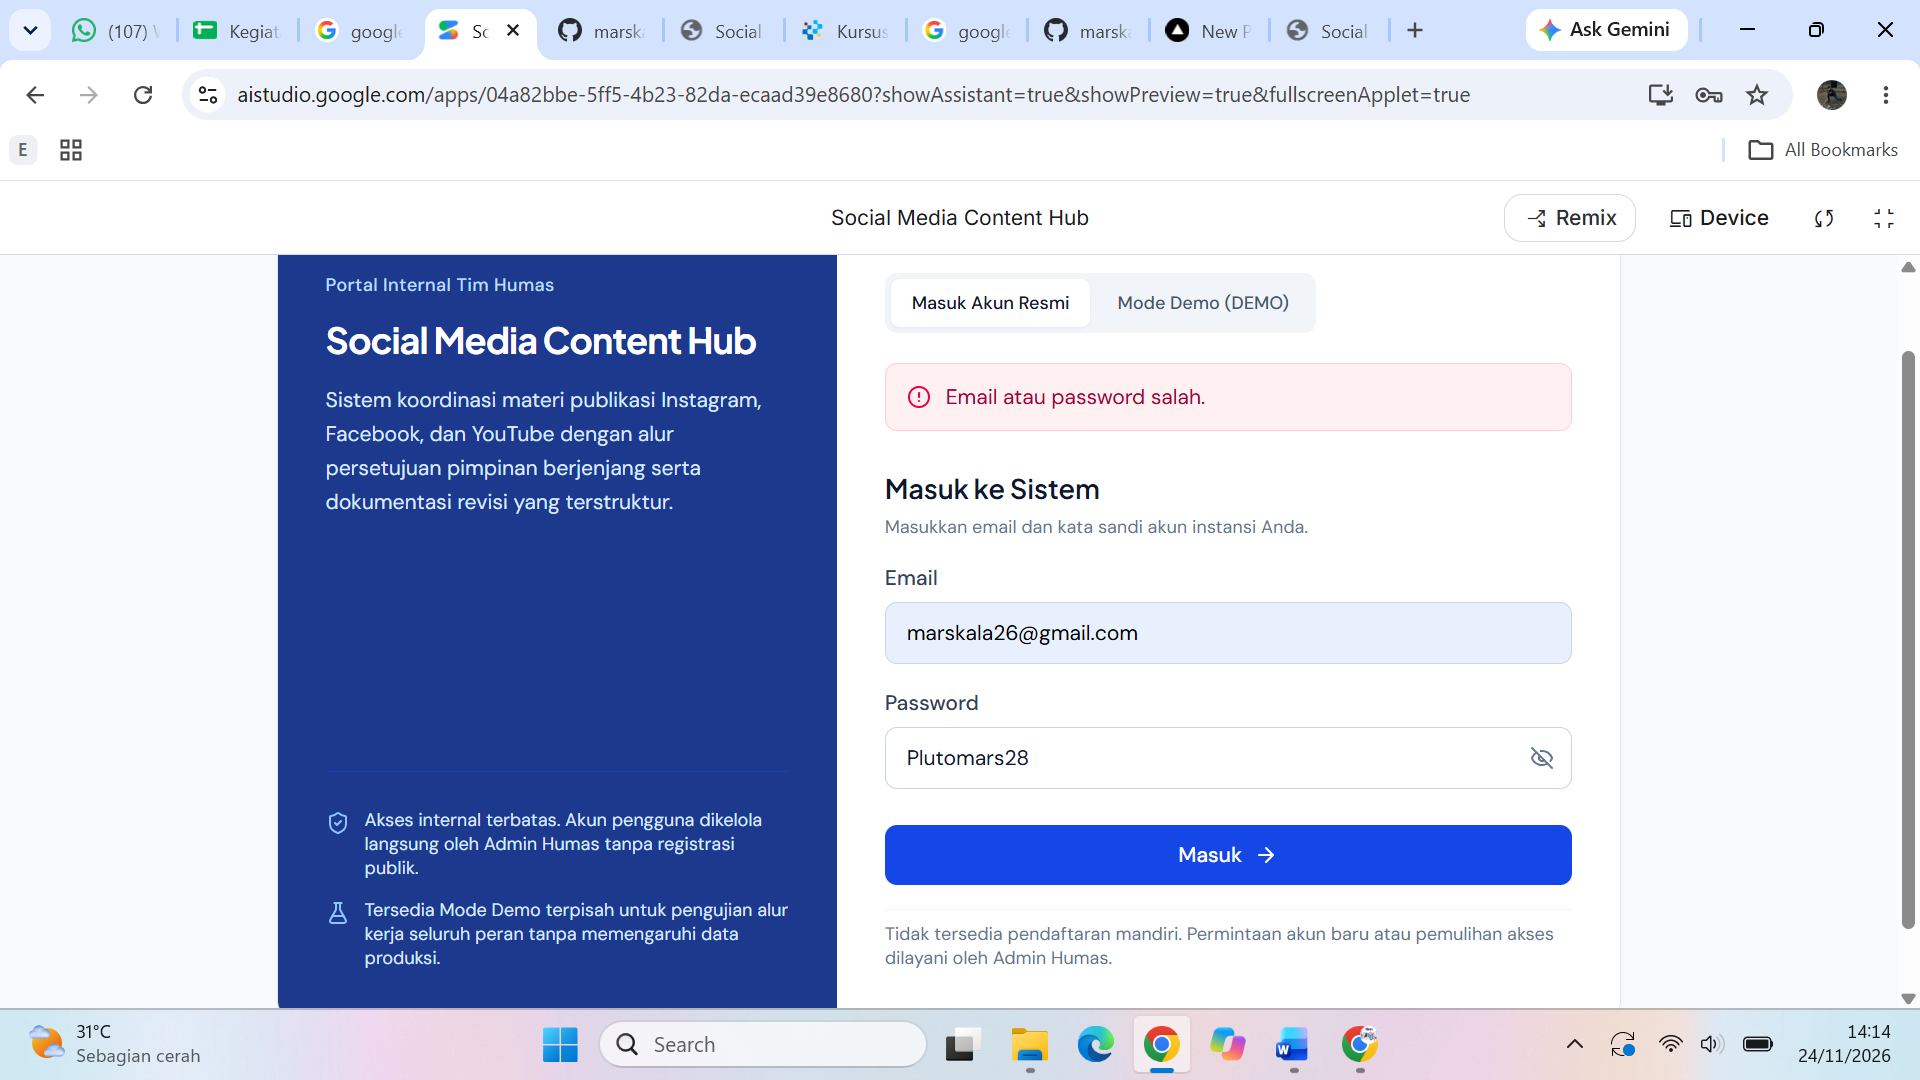 (107)
Kegiat
google
So
marska
Social
Kursus
google
marska
New P
Social
Ask Gemini
aistudio.google.com/apps/04a82bbe-5ff5-4b23-82da-ecaad39e8680?showAssistant=true&showPreview=true&fullscreenApplet=true
E
All Bookmarks
Social Media Content Hub
Remix
Device
Portal Internal Tim Humas
Social Media Content Hub
Sistem koordinasi materi publikasi Instagram,
Facebook, dan YouTube dengan alur
persetujuan pimpinan berjenjang serta
dokumentasi revisi yang terstruktur.
Akses internal terbatas. Akun pengguna dikelola
langsung oleh Admin Humas tanpa registrasi
publik.
Tersedia Mode Demo terpisah untuk pengujian alur
kerja seluruh peran tanpa memengaruhi data
produksi.
Masuk Akun Resmi
Mode Demo (DEMO)
Email atau password salah.
Masuk ke Sistem
Masukkan email dan kata sandi akun instansi Anda.
Email
marskala26@gmail.com
Password
Plutomars28
Masuk
Tidak tersedia pendaftaran mandiri. Permintaan akun baru atau pemulihan akses
dilayani oleh Admin Humas.
31°C
Sebagian cerah
Search
14:14
24/11/2026